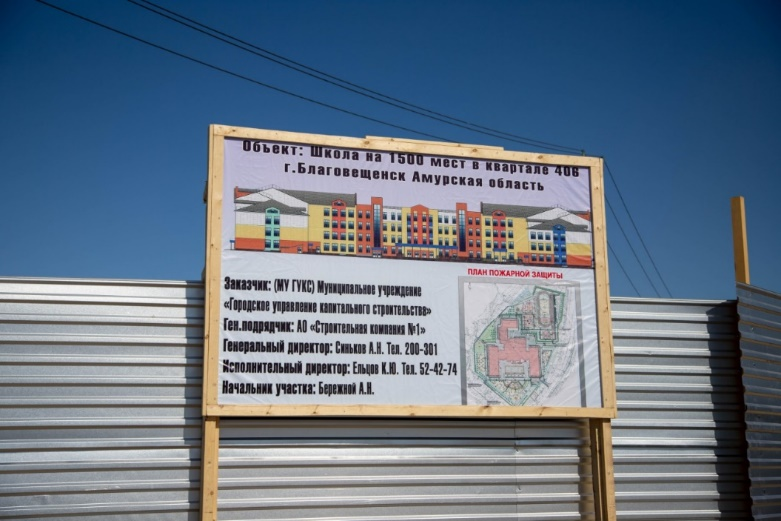 Объект: Школа на 1500 мест в квартале 406
г.Благовещенск Амурская область
ПЛАН ПОЖАРНОЙ ЗАЩИТЫ
Заказчик: (МУ ГУКС) Муниципальное учреждение
«Городское управление капитального строительства»
Ген.подрядчик: АО «Строительная компания №1»
Генеральный директор: Синьков А.Н. Тел. 200-301
Исполнительный директор: Ельцов К.Ю. Тел. 52-42-74
Начальник участка: Бережной А.Н.